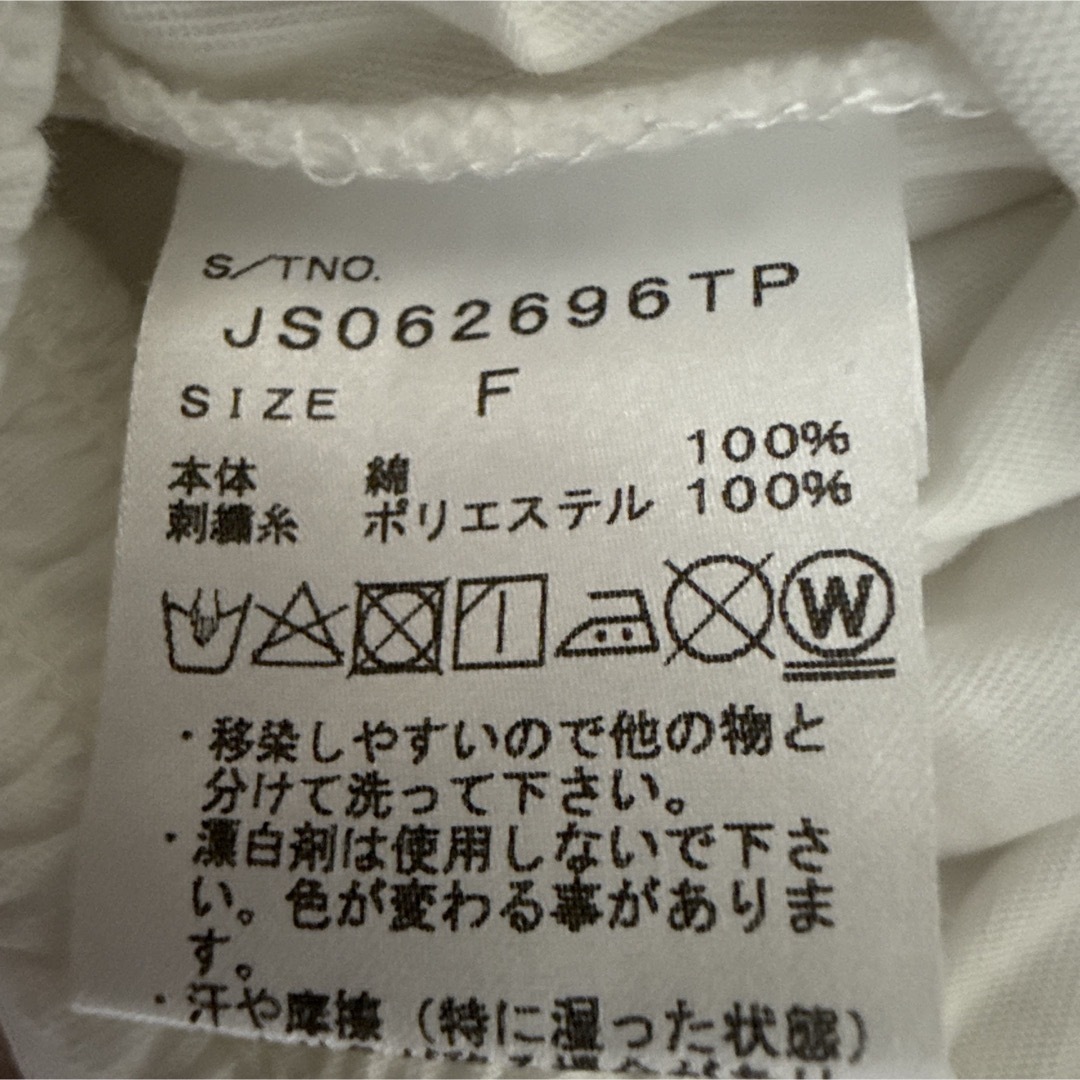 S/TNO.
JS062696TP
SIZE F
本体 綿 100%
刺繍糸 ポリエステル 100%
W
・移染しやすいので他の物と
分けて洗って下さい。
・漂白剤は使用しないで下さ
い。色が変わる事がありま
す。
・汗や摩擦(特に湿った状態)